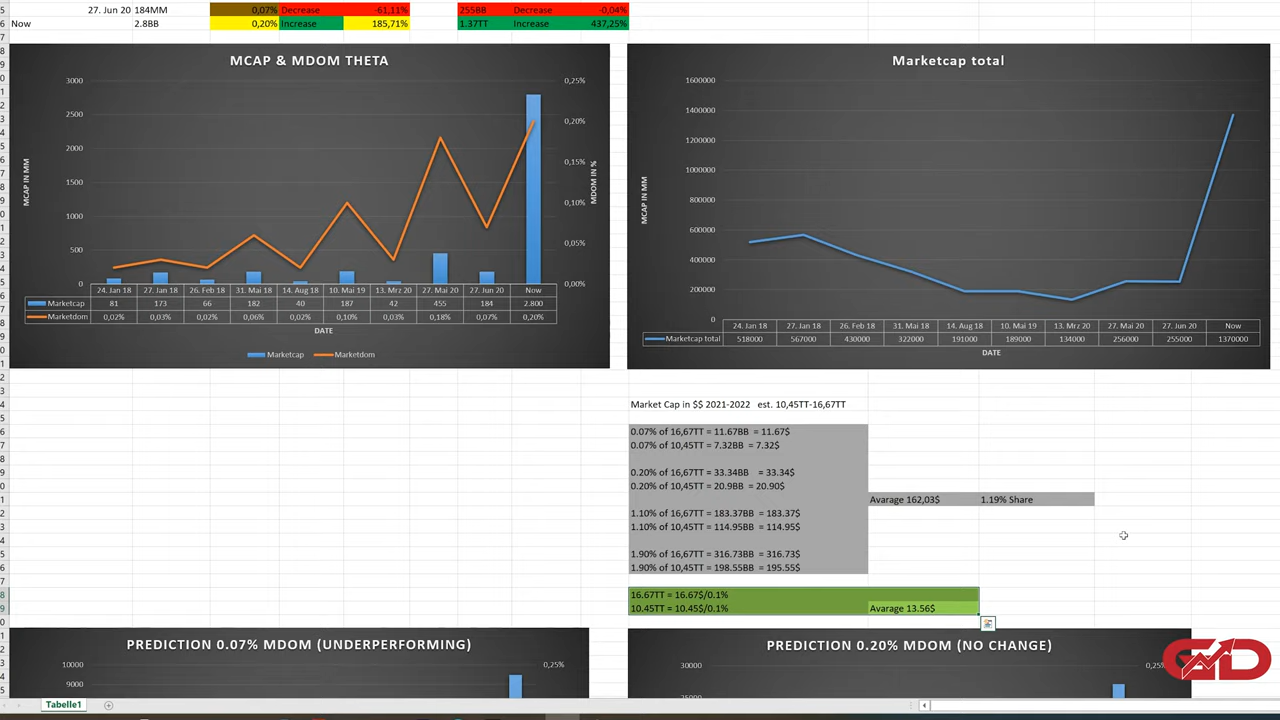 5 27. Jun 20 184MM 0,07% Decrease -61,11% 255BB Decrease -0,04%
6 Now 2.8BB 0,20% Increase 185,71% 1.37TT Increase 437,25%
MCAP & MDOM THETA
3000 0,25%
2500 0,20%
2000 0,15%
1500
1000 0,10%
500 0,05%
0 0,00%
MCAP IN MM
MDOM IN %
24. Jan 18 27. Jan 18 26. Feb 18 31. Mai 18 14. Aug 18 10. Mai 19 13. Mrz 20 27. Mai 20 27. Jun 20 Now
Marketcap 81 173 66 182 40 187 42 455 184 2.800
Marketdom 0,02% 0,03% 0,02% 0,06% 0,02% 0,10% 0,03% 0,18% 0,07% 0,20%
DATE
Marketcap Marketdom
Marketcap total
1600000
1400000
1200000
1000000
800000
600000
400000
200000
0
MCAP IN MM
24. Jan 18 27. Jan 18 26. Feb 18 31. Mai 18 14. Aug 18 10. Mai 19 13. Mrz 20 27. Mai 20 27. Jun 20 Now
Marketcap total 518000 567000 430000 322000 191000 189000 134000 256000 255000 1370000
DATE
Market Cap in $$ 2021-2022 est. 10,45TT-16,67TT
0.07% of 16,67TT = 11.67BB = 11.67$
0.07% of 10,45TT = 7.32BB = 7.32$
0.20% of 16,67TT = 33.34BB = 33.34$
0.20% of 10,45TT = 20.9BB = 20.90$
Avarage 162,03$ 1.19% Share
1.10% of 16,67TT = 183.37BB = 183.37$
1.10% of 10,45TT = 114.95BB = 114.95$
1.90% of 16,67TT = 316.73BB = 316.73$
1.90% of 10,45TT = 198.55BB = 195.55$
16.67TT = 16.67$/0.1%
10.45TT = 10.45$/0.1% Avarage 13.56$
PREDICTION 0.07% MDOM (UNDERPERFORMING)
10000 0,25%
9000
PREDICTION 0.20% MDOM (NO CHANGE)
30000 0,25%
Tabelle1